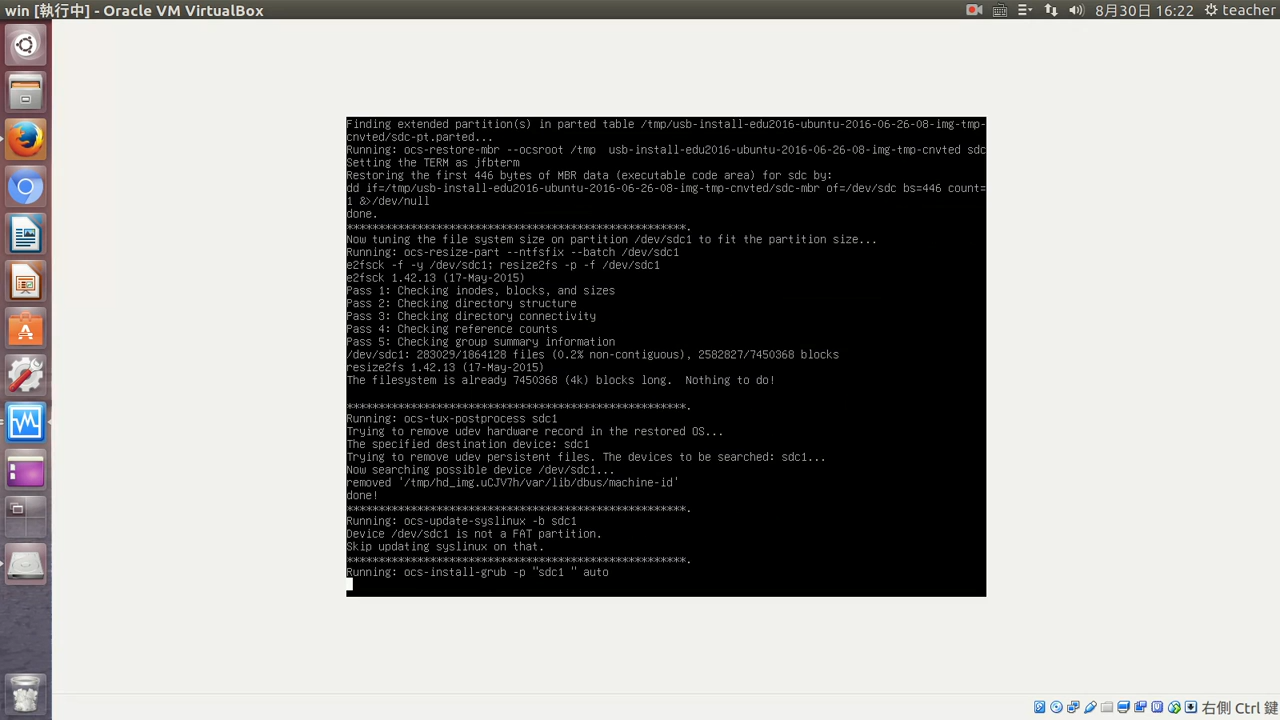 win [執行中] - Oracle VM VirtualBox
8月30日 16:22 teacher
Finding extended partition(s) in parted table /tmp/usb-install-edu2016-ubuntu-2016-06-26-08-img-tmp-
cnvted/sdc-pt.parted...
Running: ocs-restore-mbr --ocsroot /tmp  usb-install-edu2016-ubuntu-2016-06-26-08-img-tmp-cnvted sdc
Setting the TERM as jfbterm
Restoring the first 446 bytes of MBR data (executable code area) for sdc by:
dd if=/tmp/usb-install-edu2016-ubuntu-2016-06-26-08-img-tmp-cnvted/sdc-mbr of=/dev/sdc bs=446 count=
1 &>/dev/null
done.
*****************************************************.
Now tuning the file system size on partition /dev/sdc1 to fit the partition size...
Running: ocs-resize-part --ntfsfix --batch /dev/sdc1
e2fsck -f -y /dev/sdc1; resize2fs -p -f /dev/sdc1
e2fsck 1.42.13 (17-May-2015)
Pass 1: Checking inodes, blocks, and sizes
Pass 2: Checking directory structure
Pass 3: Checking directory connectivity
Pass 4: Checking reference counts
Pass 5: Checking group summary information
/dev/sdc1: 283029/1864128 files (0.2% non-contiguous), 2582827/7450368 blocks
resize2fs 1.42.13 (17-May-2015)
The filesystem is already 7450368 (4k) blocks long.  Nothing to do!
*****************************************************.
Running: ocs-tux-postprocess sdc1
Trying to remove udev hardware record in the restored OS...
The specified destination device: sdc1
Trying to remove udev persistent files. The devices to be searched: sdc1...
Now searching possible device /dev/sdc1...
removed '/tmp/hd_img.uCJV7h/var/lib/dbus/machine-id'
done!
*****************************************************.
Running: ocs-update-syslinux -b sdc1
Device /dev/sdc1 is not a FAT partition.
Skip updating syslinux on that.
*****************************************************.
Running: ocs-install-grub -p "sdc1 " auto
右側 Ctrl 鍵